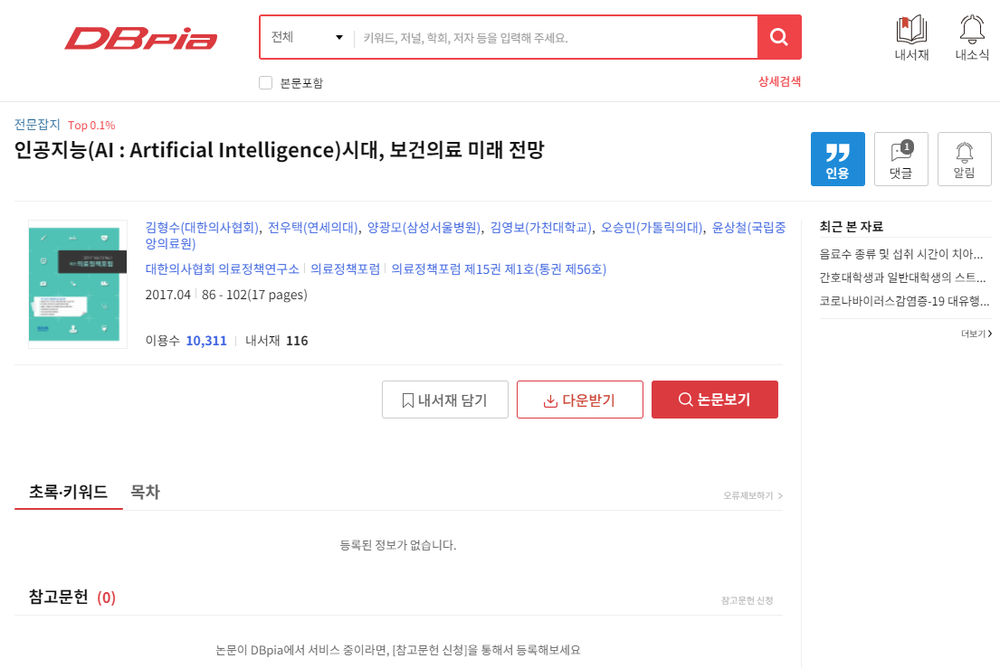 DBpia
전체
키워드, 저널, 학회, 저자 등을 입력해 주세요.
내서재
내소식
본문포함
상세검색
전문잡지 Top 0.1%
인공지능(AI : Artificial Intelligence)시대, 보건의료 미래 전망
인용
1
댓글
알림
김형수(대한의사협회), 전우택(연세의대), 양광모(삼성서울병원), 김영보(가천대학교), 오승민(가톨릭의대), 윤상철(국립중
앙의료원)
대한의사협회 의료정책연구소 | 의료정책포럼 | 의료정책포럼 제15권 제1호(통권 제56호)
2017.04 | 86 - 102(17 pages)
이용수 10,311 | 내서재 116
의료정책포럼
최근 본 자료
음료수 종류 및 섭취 시간이 치아...
간호대학생과 일반대학생의 스트...
코로나바이러스감염증-19 대유행...
더보기
내서재 담기
다운받기
논문보기
초록·키워드
목차
오류제보하기
등록된 정보가 없습니다.
참고문헌 (0)
참고문헌 신청
논문이 DBpia에서 서비스 중이라면, [참고문헌 신청]을 통해서 등록해보세요